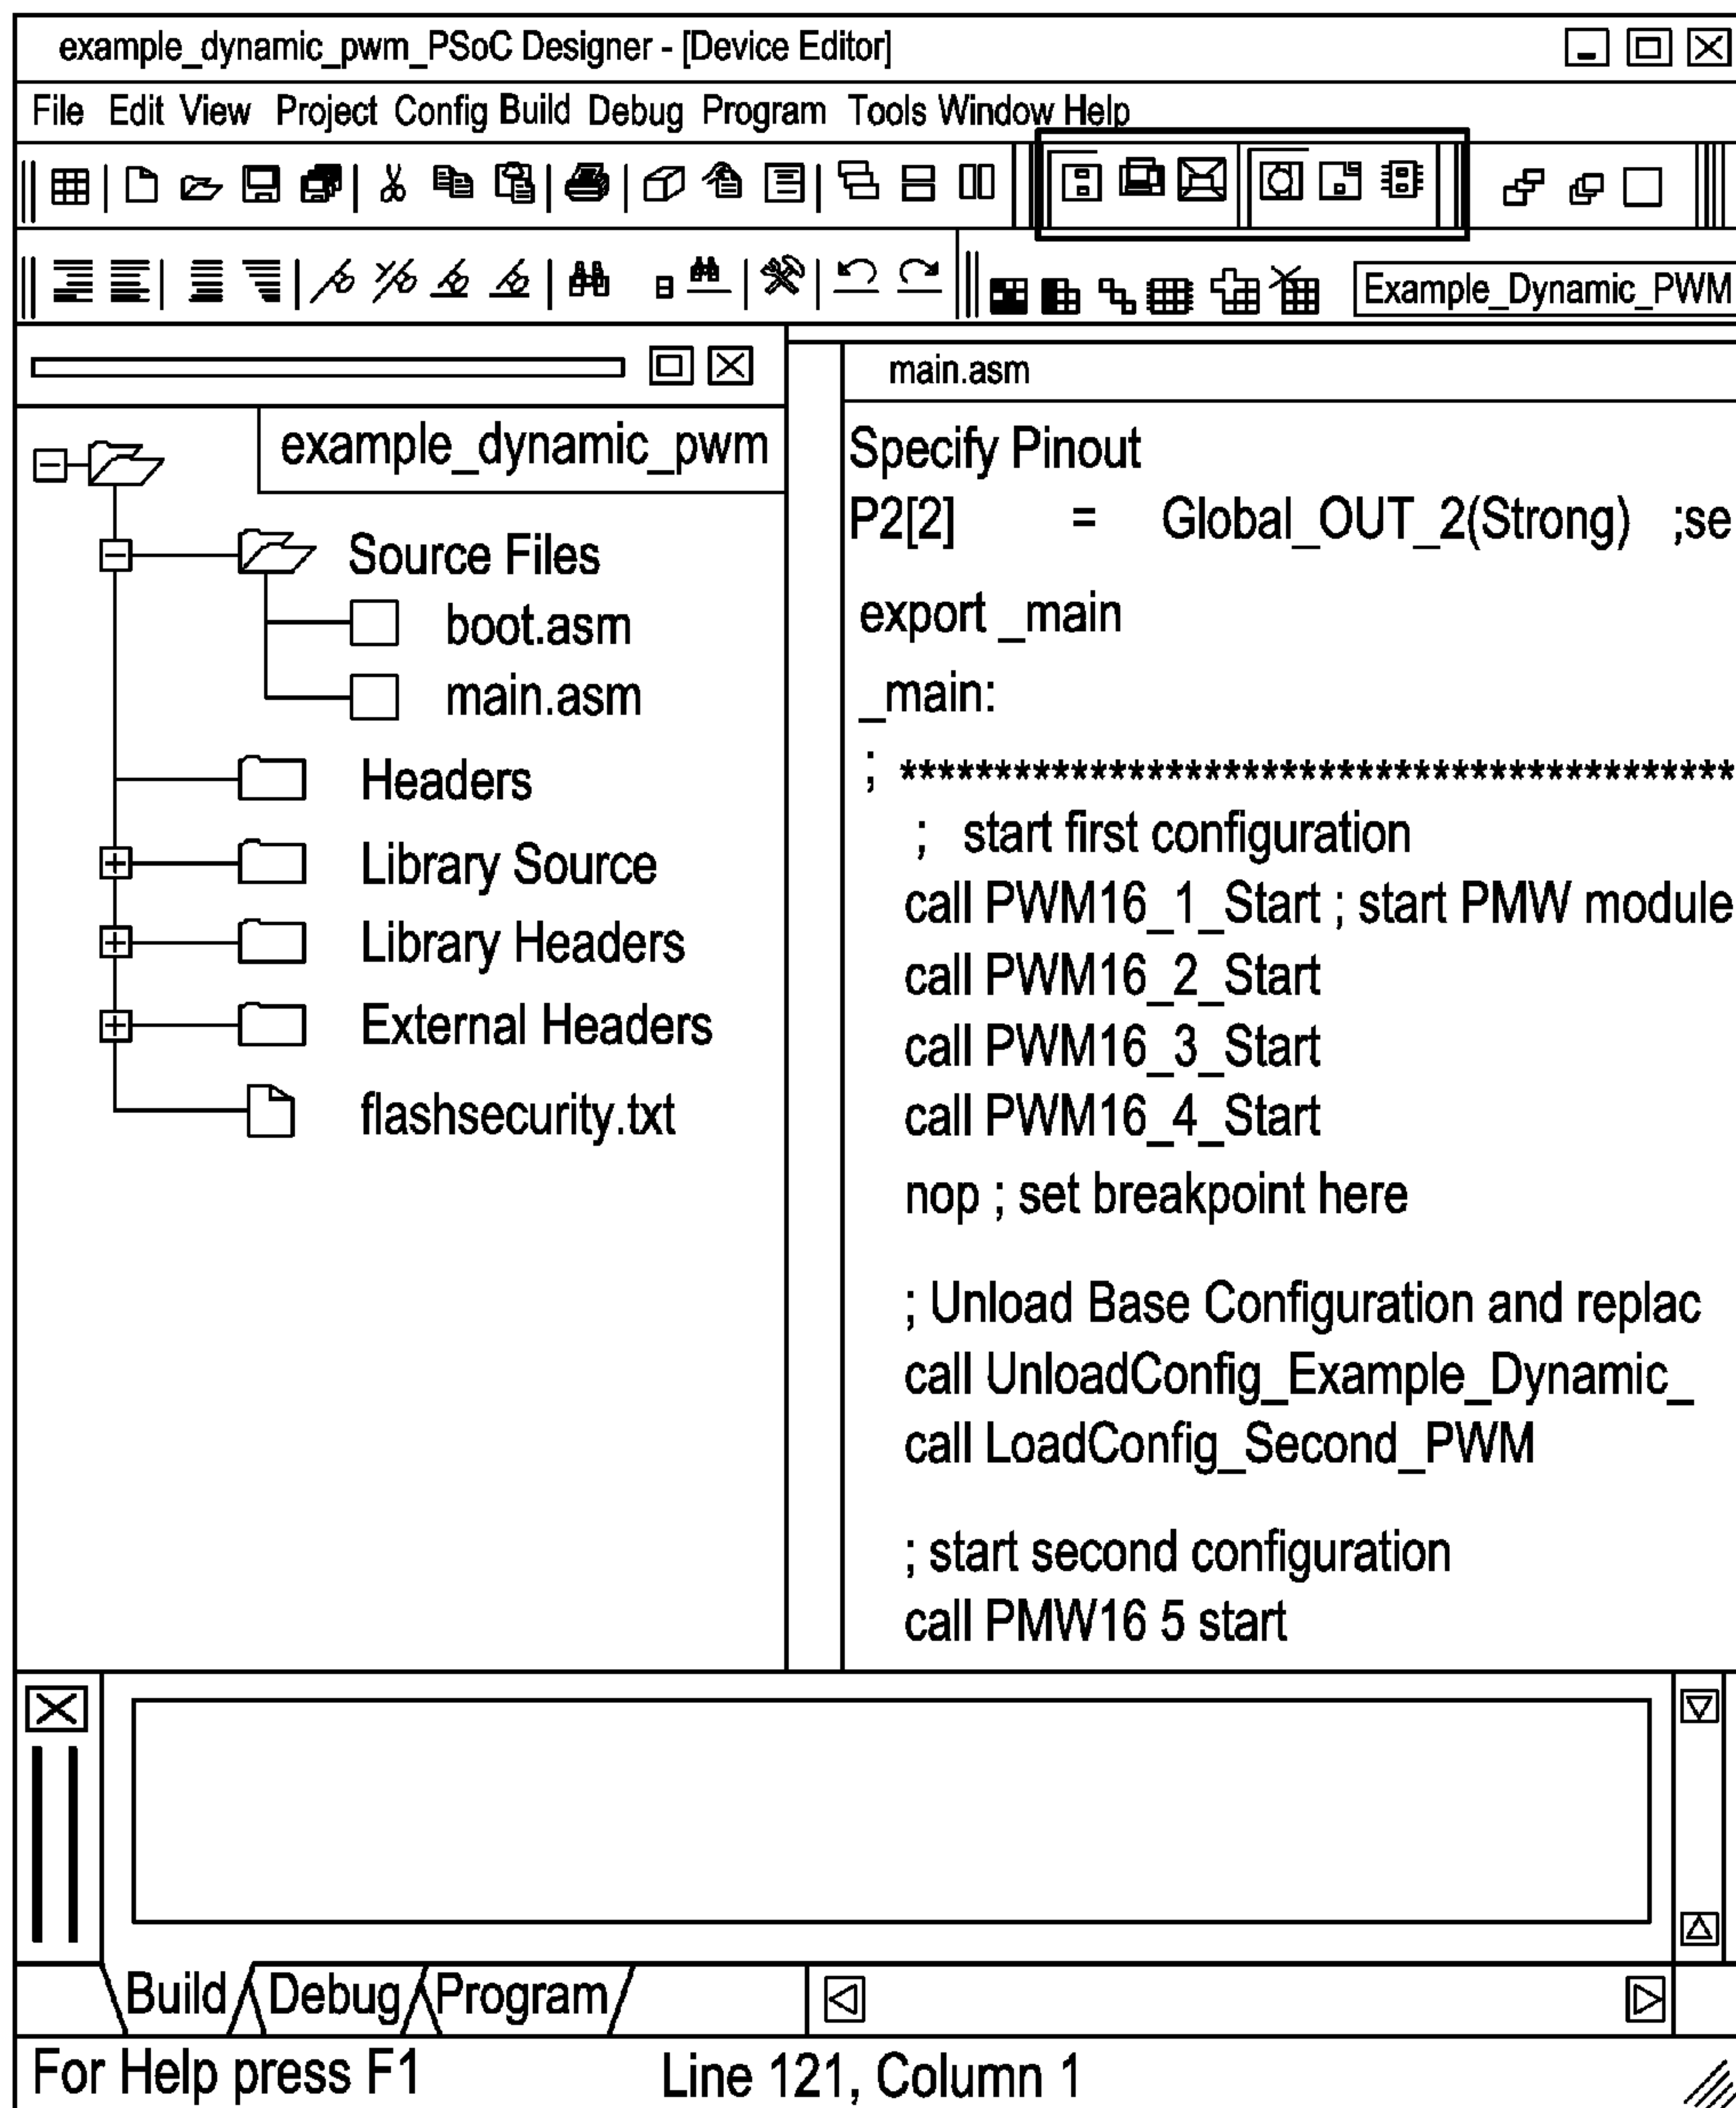 example_dynamic_pwm_PSoC Designer - [Device Editor]
File Edit View Project Config Build Debug Program Tools Window Help
Example_Dynamic_PWM
example_dynamic_pwm
Source Files
boot.asm
main.asm
Headers
Library Source
Library Headers
External Headers
flashsecurity.txt
main.asm
Specify Pinout
P2[2] = Global_OUT_2(Strong) ;se
export _main
_main:
; ********************************************
; start first configuration
call PWM16_1_Start ; start PMW module
call PWM16_2_Start
call PWM16_3_Start
call PWM16_4_Start
nop ; set breakpoint here
; Unload Base Configuration and replac
call UnloadConfig_Example_Dynamic_
call LoadConfig_Second_PWM
; start second configuration
call PMW16 5 start
Build Debug Program
For Help press F1 Line 121, Column 1